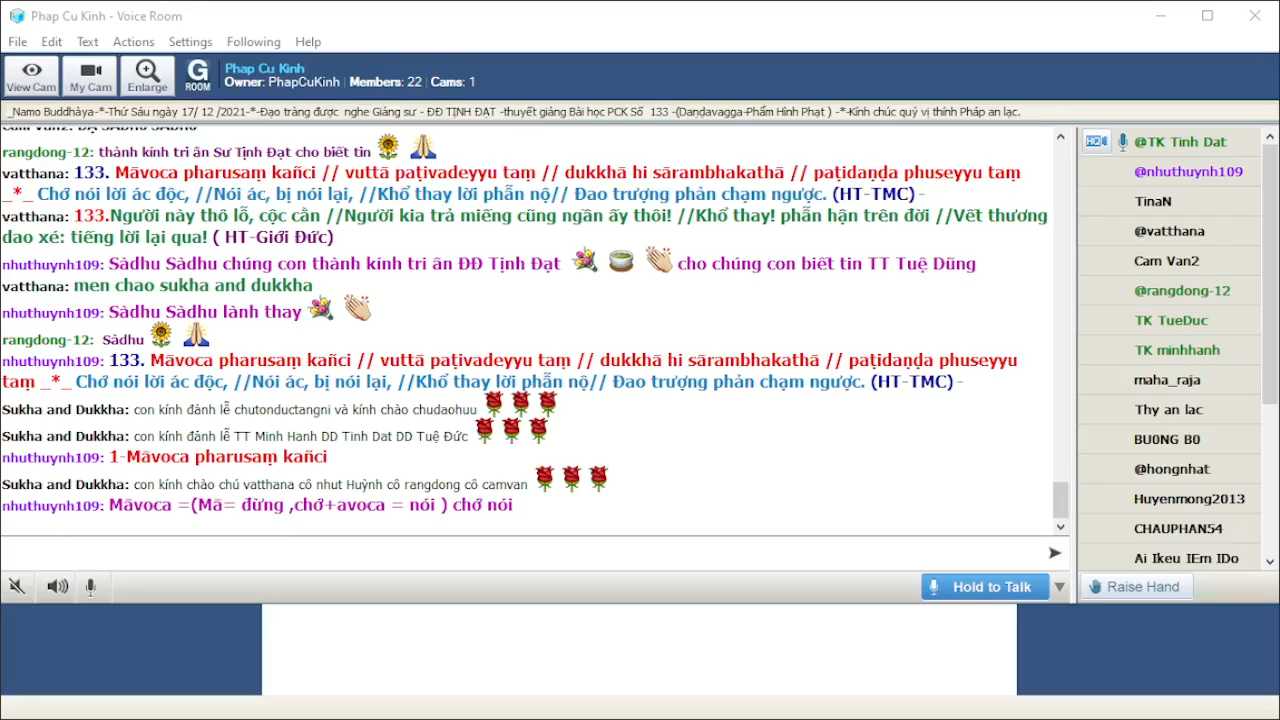 Phap Cu Kinh - Voice Room
File Edit Text Actions Settings Following Help
View Cam My Cam Enlarge G ROOM
Phap Cu Kinh
Owner: PhapCuKinh Members: 22 Cams: 1
_Namo Buddhàya-*-Thứ Sáu ngày 17/ 12 /2021-*-Đạo tràng được nghe Giảng sư - ĐĐ TỊNH ĐẠT -thuyết giảng Bài học PCK Số 133 -(Daṇḍavagga-Phẩm Hình Phạt ) -*-Kính chúc quý vị thính Pháp an lạc.
Cam Van2: DẠ SADHU SADHU
rangdong-12: thành kính tri ân Sư Tịnh Đạt cho biết tin
vatthana: 133. Māvoca pharusaṃ kañci // vuttā paṭivadeyyu taṃ // dukkhā hi sārambhakathā // paṭidaṇḍa phuseyyu taṃ
_*_ Chớ nói lời ác độc, //Nói ác, bị nói lại, //Khổ thay lời phẫn nộ// Đao trượng phản chạm ngược. (HT-TMC) -
vatthana: 133.Người này thô lỗ, cộc cằn //Người kia trả miếng cũng ngần ấy thôi! //Khổ thay! phẫn hận trên đời //Vết thương
dao xé: tiếng lời lại qua! ( HT-Giới Đức)
nhuthuynh109: Sàdhu Sàdhu chúng con thành kính tri ân ĐĐ Tịnh Đạt cho chúng con biết tin TT Tuệ Dũng
vatthana: men chao sukha and dukkha
nhuthuynh109: Sàdhu Sàdhu lành thay
rangdong-12: Sàdhu
nhuthuynh109: 133. Māvoca pharusaṃ kañci // vuttā paṭivadeyyu taṃ // dukkhā hi sārambhakathā // paṭidaṇḍa phuseyyu
taṃ _*_ Chớ nói lời ác độc, //Nói ác, bị nói lại, //Khổ thay lời phẫn nộ// Đao trượng phản chạm ngược. (HT-TMC) -
Sukha and Dukkha: con kính đảnh lễ chutonductangni và kính chào chudaohuu
Sukha and Dukkha: con kính đảnh lễ TT Minh Hanh DD Tinh Dat DD Tuệ Đức
nhuthuynh109: 1-Māvoca pharusaṃ kañci
Sukha and Dukkha: con kính chào chú vatthana cô nhut Huỳnh cô rangdong cô camvan
nhuthuynh109: Māvoca =(Mā= đừng ,chớ+avoca = nói ) chớ nói
HD
@TK Tinh Dat
@nhuthuynh109
TinaN
@vatthana
Cam Van2
@rangdong-12
TK TueDuc
TK minhhanh
maha_raja
Thy an lac
BU0NG B0
@hongnhat
Huyenmong2013
CHAUPHAN54
Ai Ikeu IEm IDo
Hold to Talk
Raise Hand